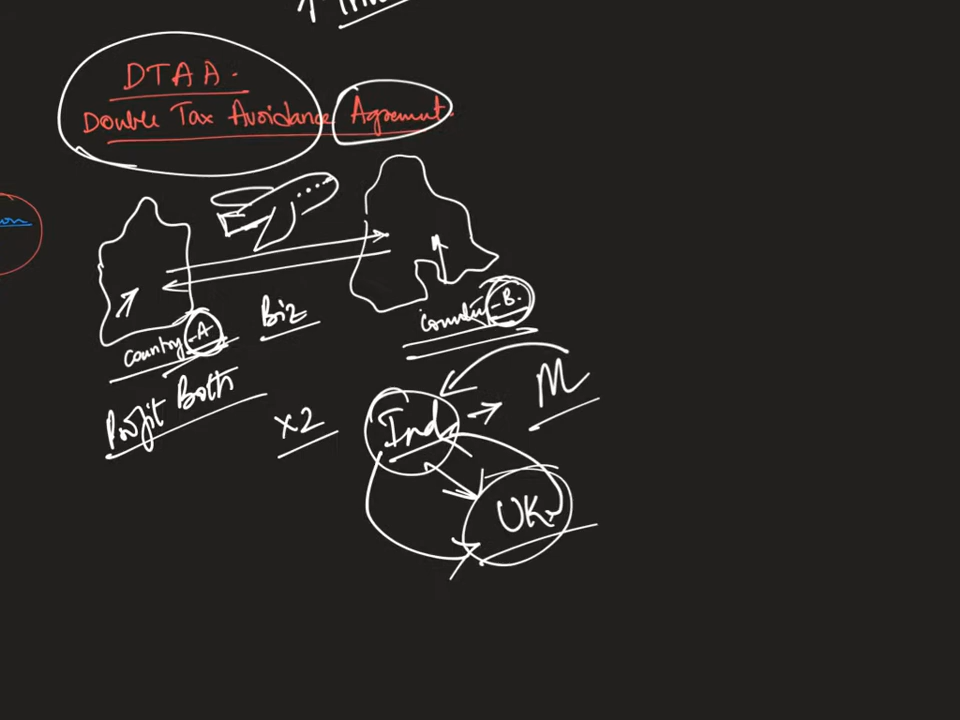 DTAA.
Double Tax Avoidance Agreement.
Biz
Country-A
Country-B.
Profit Both
x2
Ind
M
UK